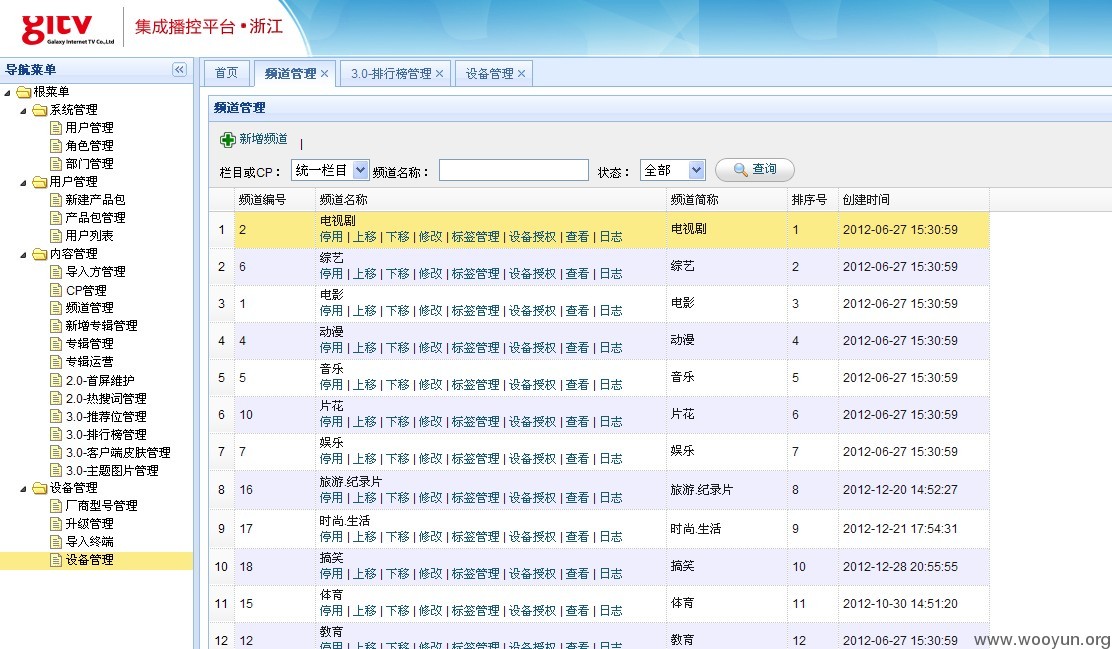 gitv
Galaxy Internet TV Co.,Ltd
集成播控平台•浙江
导航菜单
根菜单
系统管理
用户管理
角色管理
部门管理
用户管理
新建产品包
产品包管理
用户列表
内容管理
导入方管理
CP管理
频道管理
新增专辑管理
专辑管理
专辑运营
2.0-首屏维护
2.0-热搜词管理
3.0-推荐位管理
3.0-排行榜管理
3.0-客户端皮肤管理
3.0-主题图片管理
设备管理
厂商型号管理
升级管理
导入终端
设备管理
首页 频道管理 3.0-排行榜管理 设备管理
频道管理
新增频道 |
栏目或CP： 统一栏目 频道名称： 状态： 全部 查询
频道编号 频道名称 频道简称 排序号 创建时间
1 2 电视剧 电视剧 1 2012-06-27 15:30:59
停用 | 上移 | 下移 | 修改 | 标签管理 | 设备授权 | 查看 | 日志
2 6 综艺 综艺 2 2012-06-27 15:30:59
停用 | 上移 | 下移 | 修改 | 标签管理 | 设备授权 | 查看 | 日志
3 1 电影 电影 3 2012-06-27 15:30:59
停用 | 上移 | 下移 | 修改 | 标签管理 | 设备授权 | 查看 | 日志
4 4 动漫 动漫 4 2012-06-27 15:30:59
停用 | 上移 | 下移 | 修改 | 标签管理 | 设备授权 | 查看 | 日志
5 5 音乐 音乐 5 2012-06-27 15:30:59
停用 | 上移 | 下移 | 修改 | 标签管理 | 设备授权 | 查看 | 日志
6 10 片花 片花 6 2012-06-27 15:30:59
停用 | 上移 | 下移 | 修改 | 标签管理 | 设备授权 | 查看 | 日志
7 7 娱乐 娱乐 7 2012-06-27 15:30:59
停用 | 上移 | 下移 | 修改 | 标签管理 | 设备授权 | 查看 | 日志
8 16 旅游.纪录片 旅游.纪录片 8 2012-12-20 14:52:27
停用 | 上移 | 下移 | 修改 | 标签管理 | 设备授权 | 查看 | 日志
9 17 时尚.生活 时尚.生活 9 2012-12-21 17:54:31
停用 | 上移 | 下移 | 修改 | 标签管理 | 设备授权 | 查看 | 日志
10 18 搞笑 搞笑 10 2012-12-28 20:55:55
停用 | 上移 | 下移 | 修改 | 标签管理 | 设备授权 | 查看 | 日志
11 15 体育 体育 11 2012-10-30 14:51:20
停用 | 上移 | 下移 | 修改 | 标签管理 | 设备授权 | 查看 | 日志
12 12 教育 教育 12 2012-06-27 15:30:59
停用 | 上移 | 下移 | 修改 | 标签管理 | 设备授权 | 查看 | 日志
www.wooyun.org